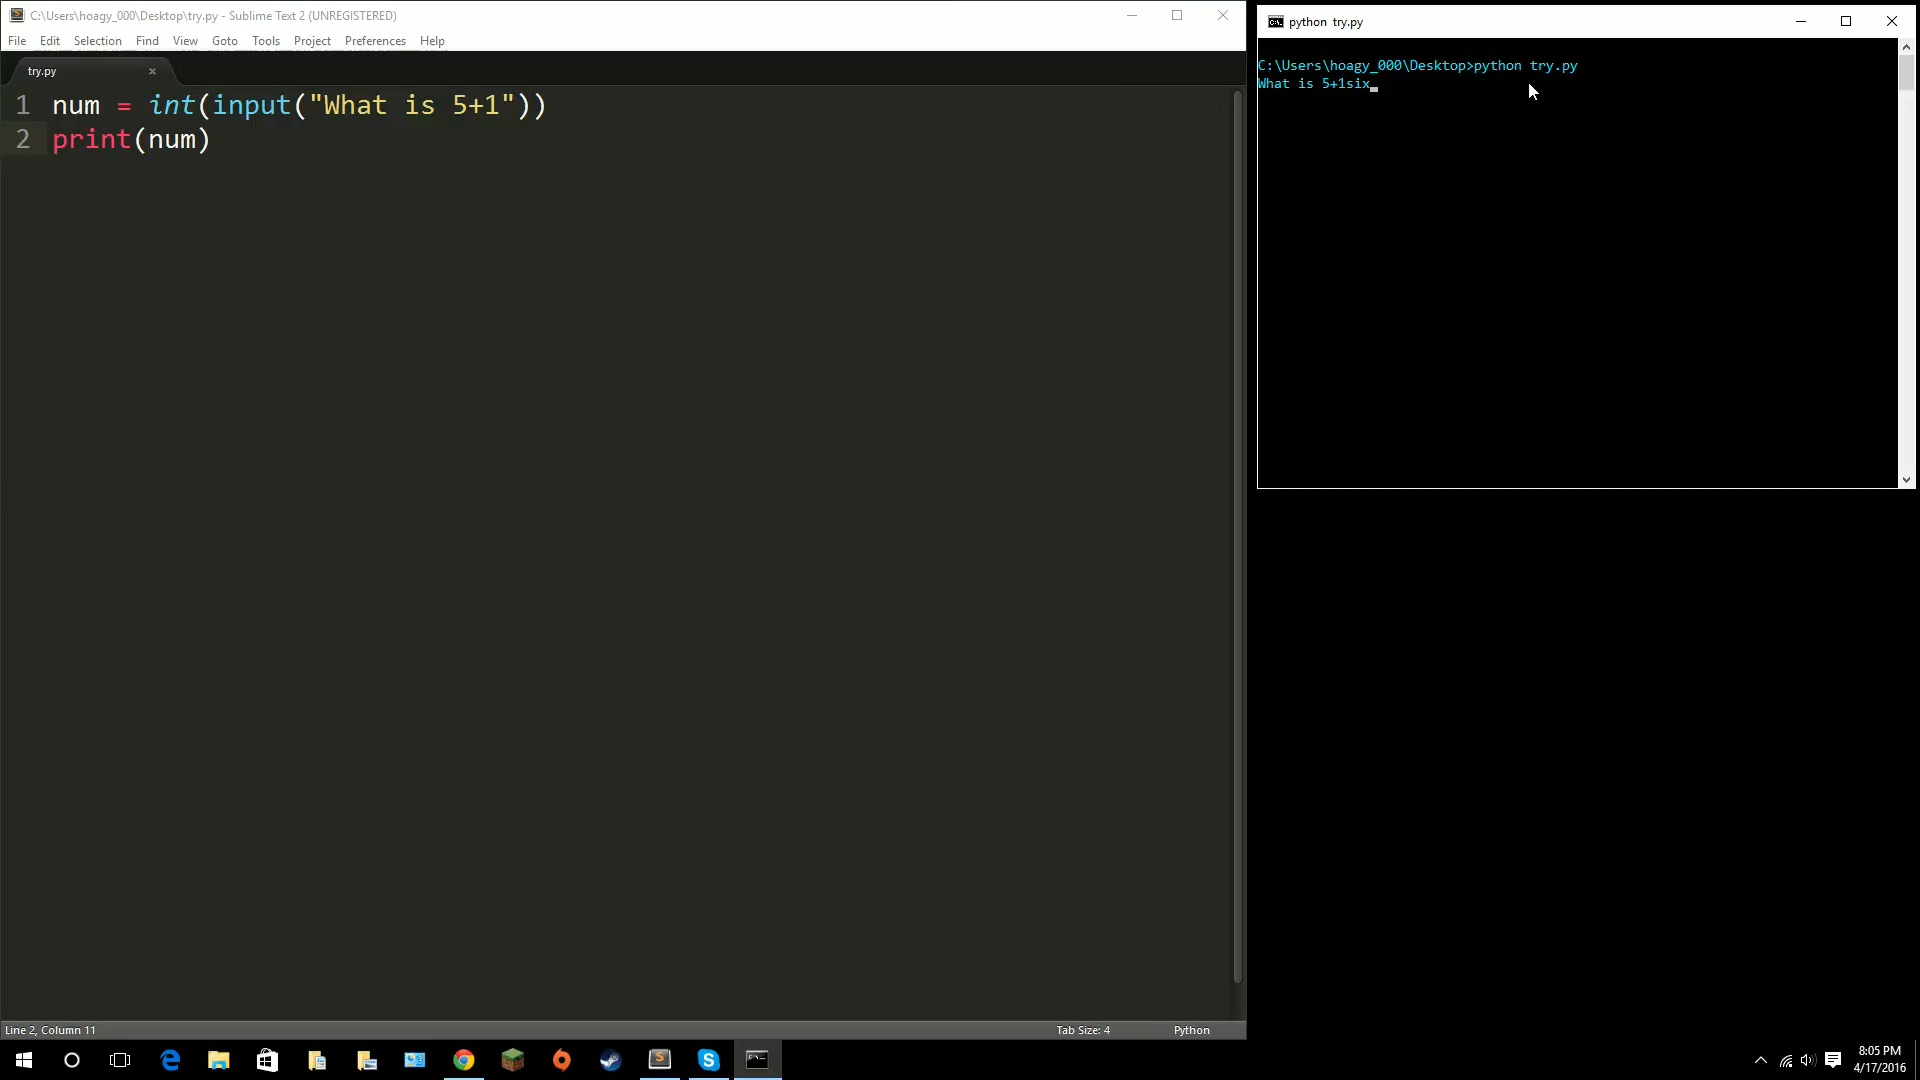 C:\Users\hoagy_000\Desktop\try.py - Sublime Text 2 (UNREGISTERED)
File Edit Selection Find View Goto Tools Project Preferences Help
try.py
1 num = int(input("What is 5+1"))
2 print(num)
Line 2, Column 11
Tab Size: 4
Python
python try.py
C:\Users\hoagy_000\Desktop>python try.py
What is 5+1six
8:05 PM
4/17/2016